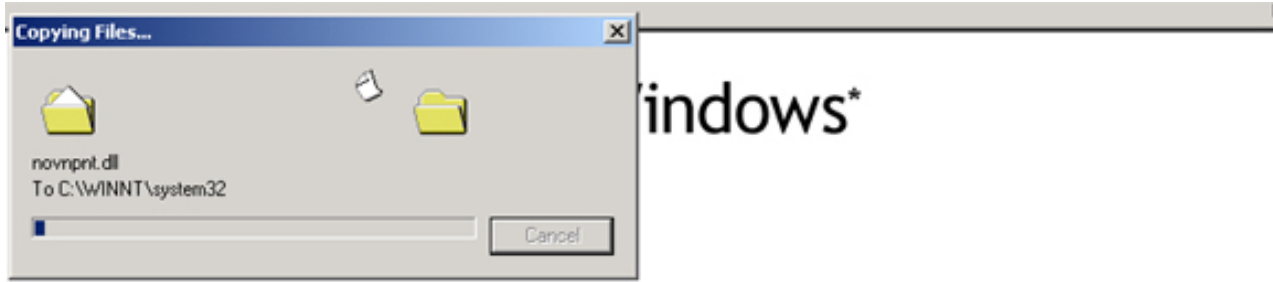 Copying Files...
indows*
novnpnt.dll
To C:\WINNT\system32
Cancel